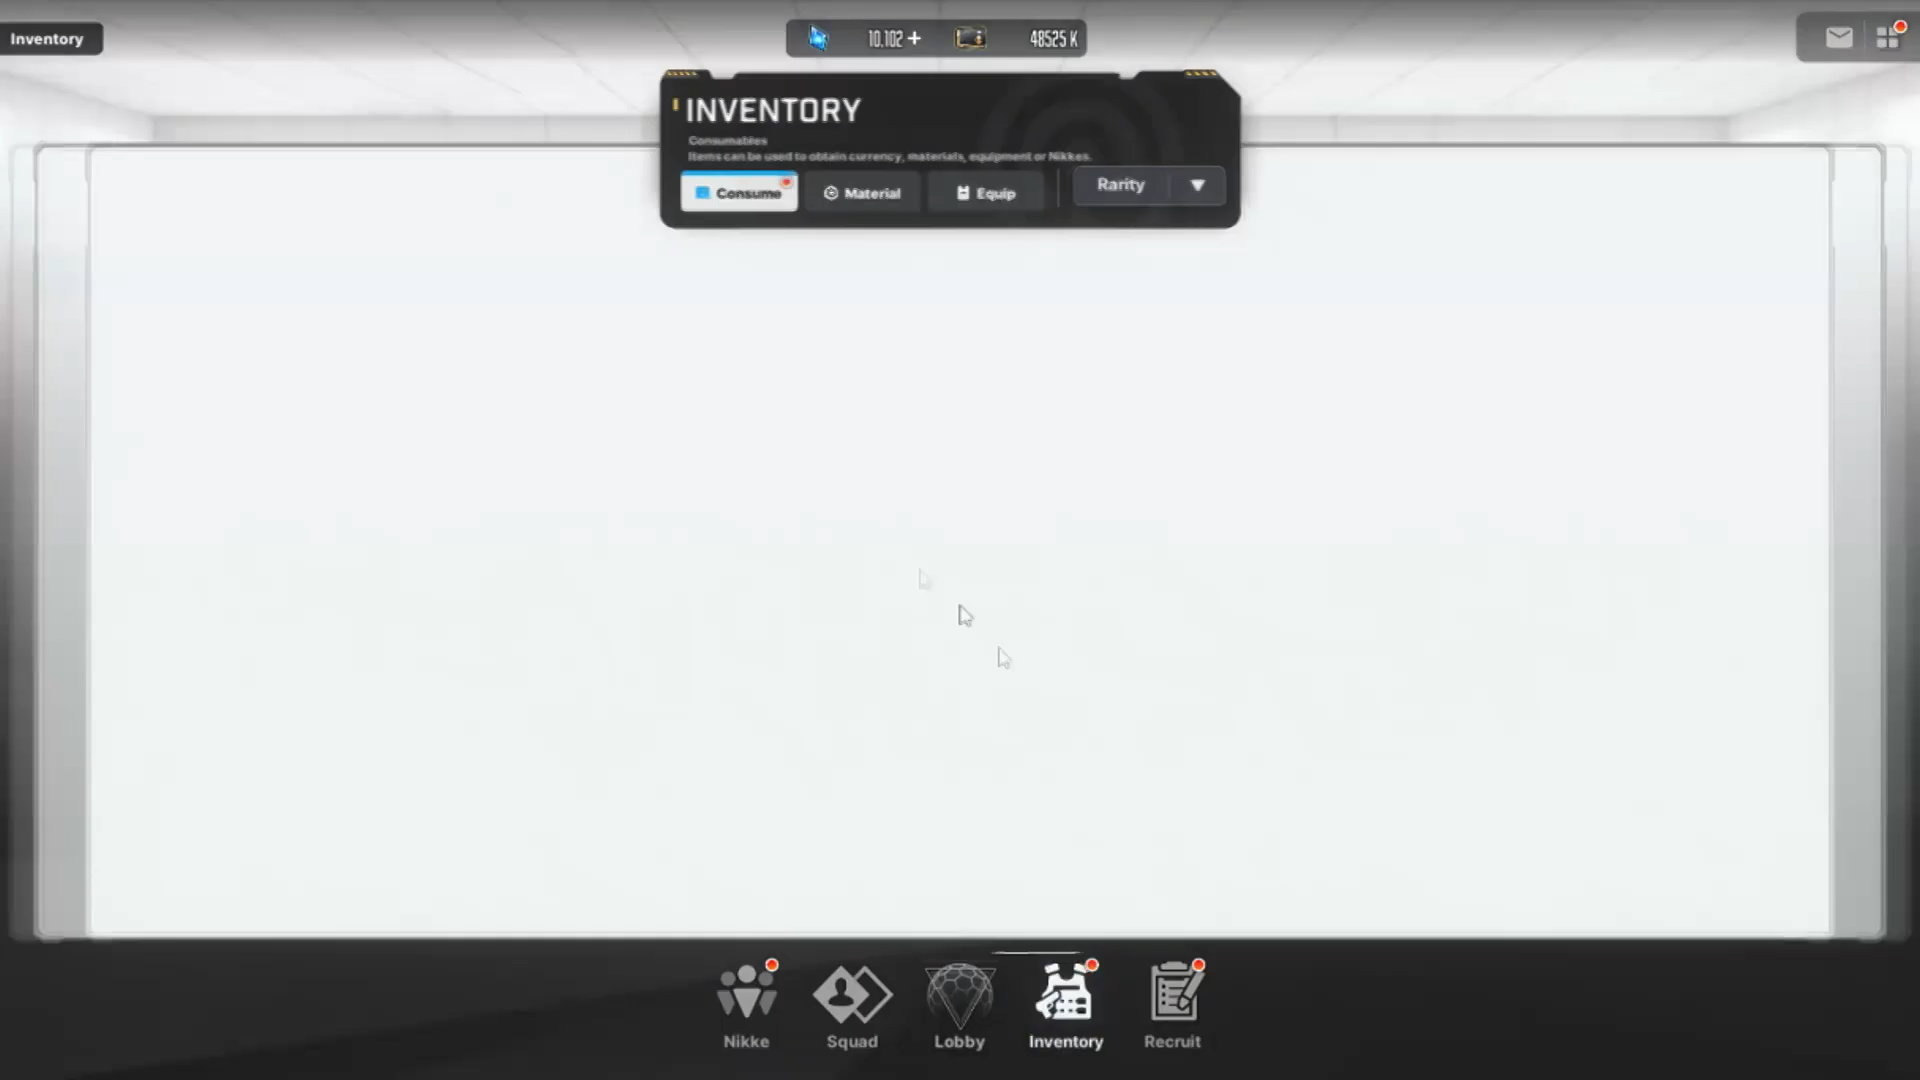 Inventory
10,102
48525 K
INVENTORY
Consumables
Items can be used to obtain currency, materials, equipment or Nikkes.
Consume
Material
Equip
Rarity
Nikke
Squad
Lobby
Inventory
Recruit